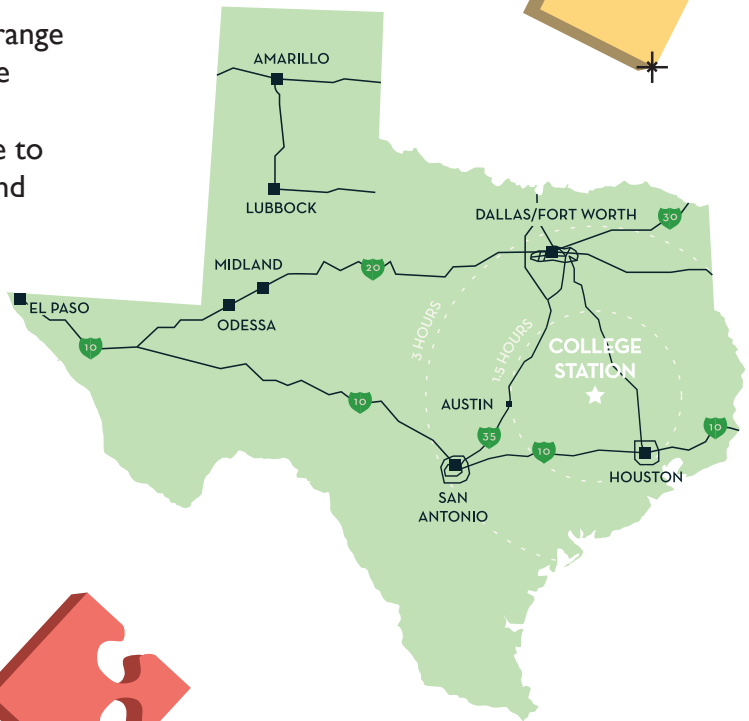 range
e
e to
nd
AMARILLO
LUBBOCK
DALLAS/FORT WORTH
30
MIDLAND
20
ODESSA
EL PASO
10
3 HOURS
1.5 HOURS
COLLEGE
STATION
10
AUSTIN
35
10
10
HOUSTON
SAN
ANTONIO